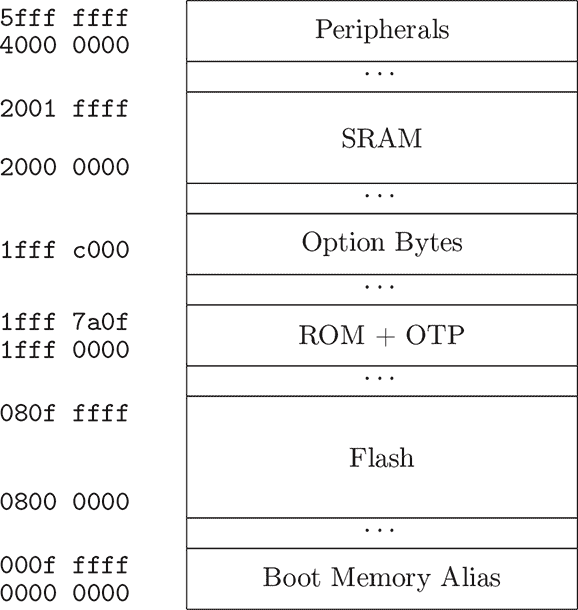 5fff ffff
4000 0000
Peripherals
...
2001 ffff
SRAM
2000 0000
...
1fff c000
Option Bytes
...
1fff 7a0f
1fff 0000
ROM + OTP
...
080f ffff
Flash
0800 0000
...
000f ffff
0000 0000
Boot Memory Alias